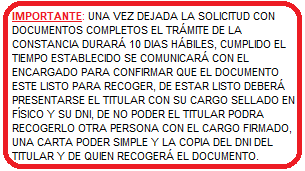 IMPORTANTE: UNA VEZ DEJADA LA SOLICITUD CON
DOCUMENTOS COMPLETOS EL TRÁMITE DE LA
CONSTANCIA DURARÁ 10 DIAS HÁBILES, CUMPLIDO EL
TIEMPO ESTABLECIDO SE COMUNICARÁ CON EL
ENCARGADO PARA CONFIRMAR QUE EL DOCUMENTO
ESTE LISTO PARA RECOGER, DE ESTAR LISTO DEBERÁ
PRESENTARSE EL TITULAR CON SU CARGO SELLADO EN
FÍSICO Y SU DNI, DE NO PODER EL TITULAR PODRA
RECOGERLO OTRA PERSONA CON EL CARGO FIRMADO,
UNA CARTA PODER SIMPLE Y LA COPIA DEL DNI DEL
TITULAR Y DE QUIEN RECOGERÁ EL DOCUMENTO.